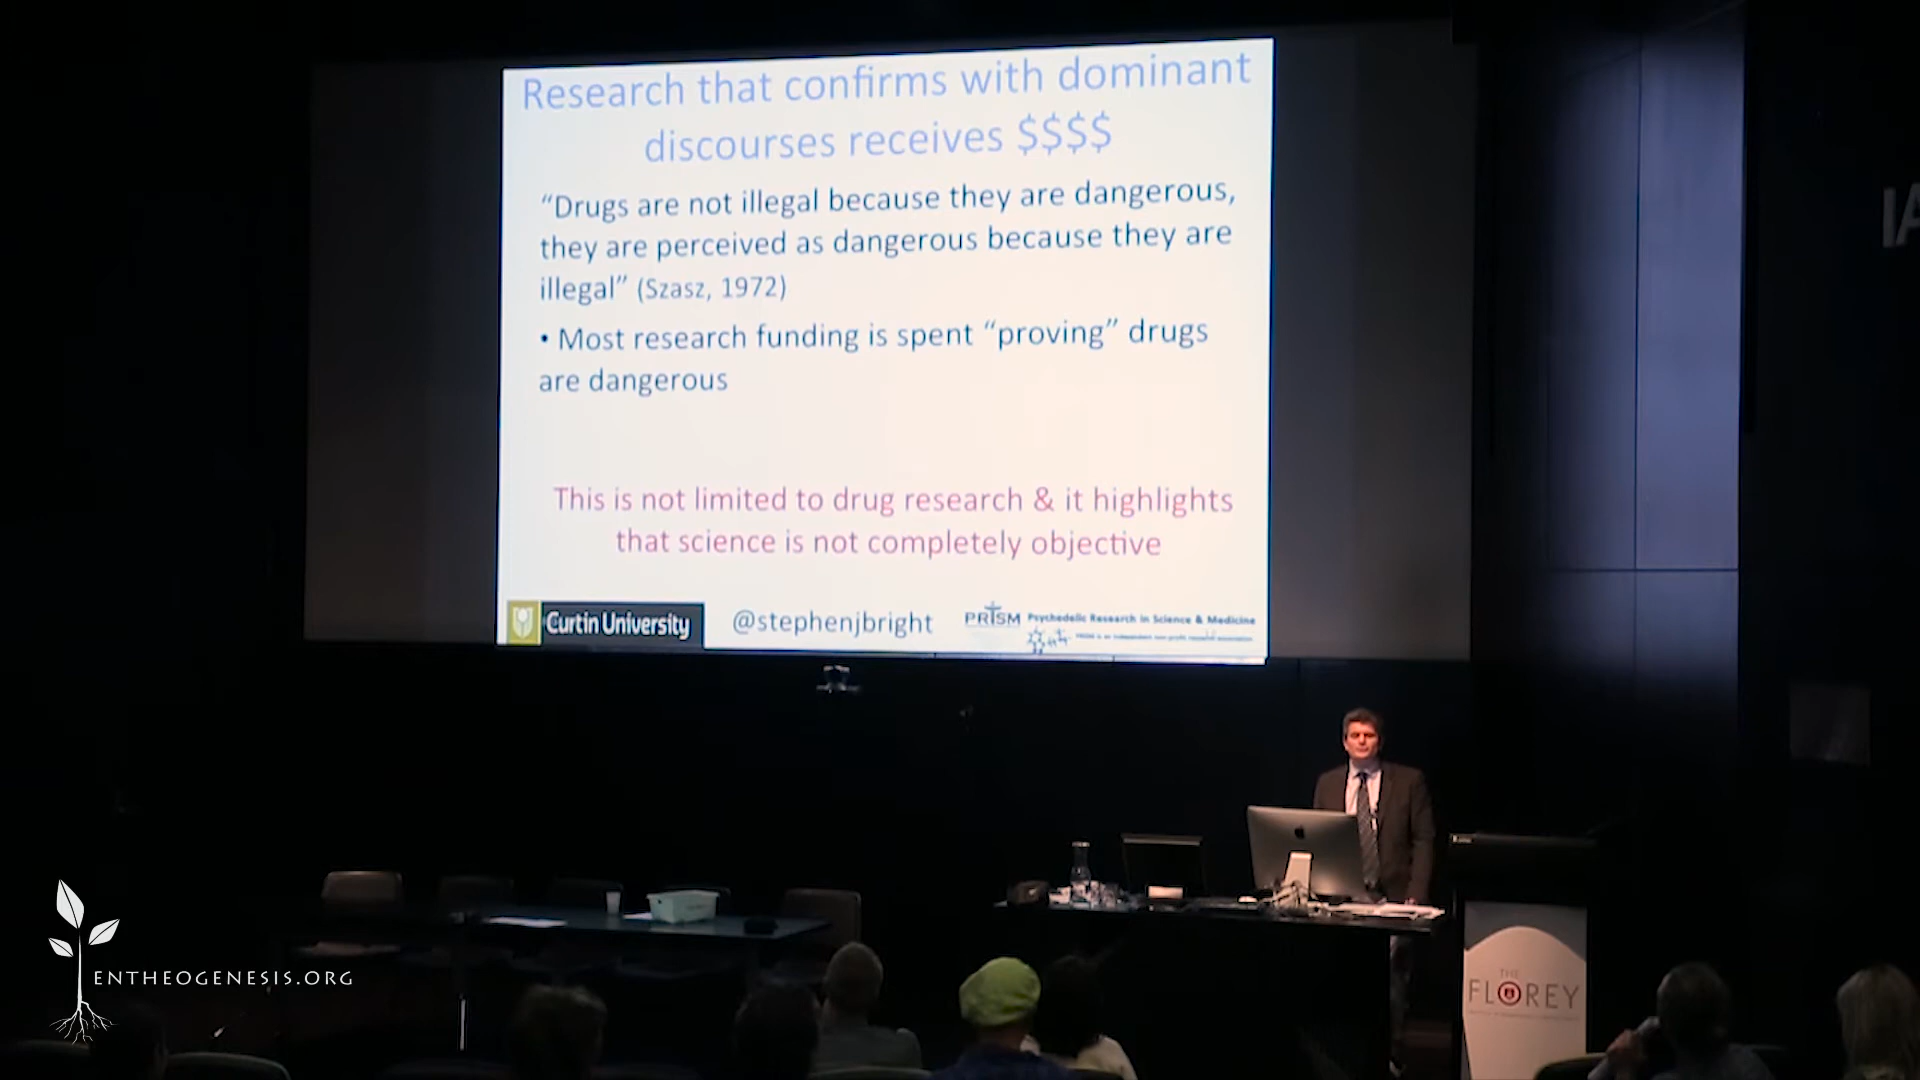 Research that confirms with dominant
discourses receives $$$$
“Drugs are not illegal because they are dangerous,
they are perceived as dangerous because they are
illegal” (Szasz, 1972)
• Most research funding is spent “proving” drugs
are dangerous
This is not limited to drug research & it highlights
that science is not completely objective
Curtin University
@stephenjbright
PRISM Psychedelic Research in Science & Medicine
IA
ENTHEOGENESIS.ORG
THE
FLOREY